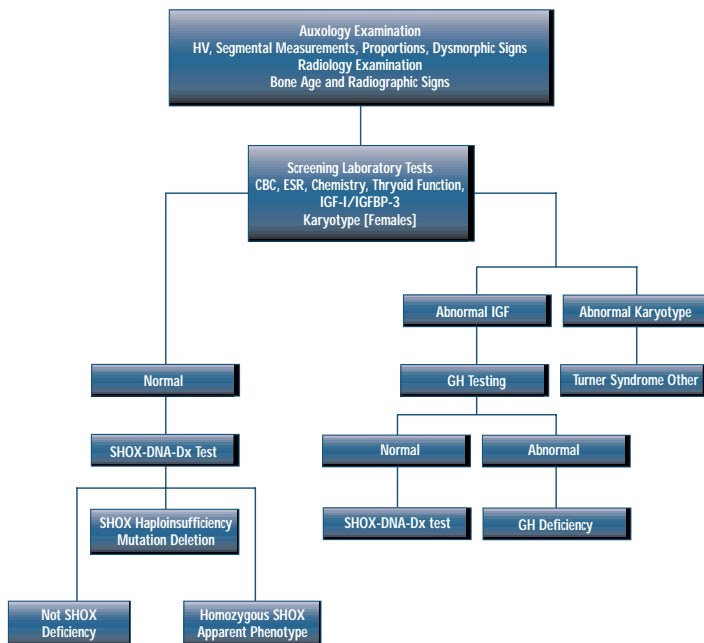 Auxology Examination
HV, Segmental Measurements, Proportions, Dysmorphic Signs
Radiology Examination
Bone Age and Radiographic Signs
Screening Laboratory Tests
CBC, ESR, Chemistry, Thryoid Function,
IGF-I/IGFBP-3
Karyotype [Females]
Abnormal IGF
Abnormal Karyotype
Normal
GH Testing
Turner Syndrome Other
SHOX-DNA-Dx Test
Normal
Abnormal
SHOX Haploinsufficiency
Mutation Deletion
SHOX-DNA-Dx test
GH Deficiency
Not SHOX
Deficiency
Homozygous SHOX
Apparent Phenotype